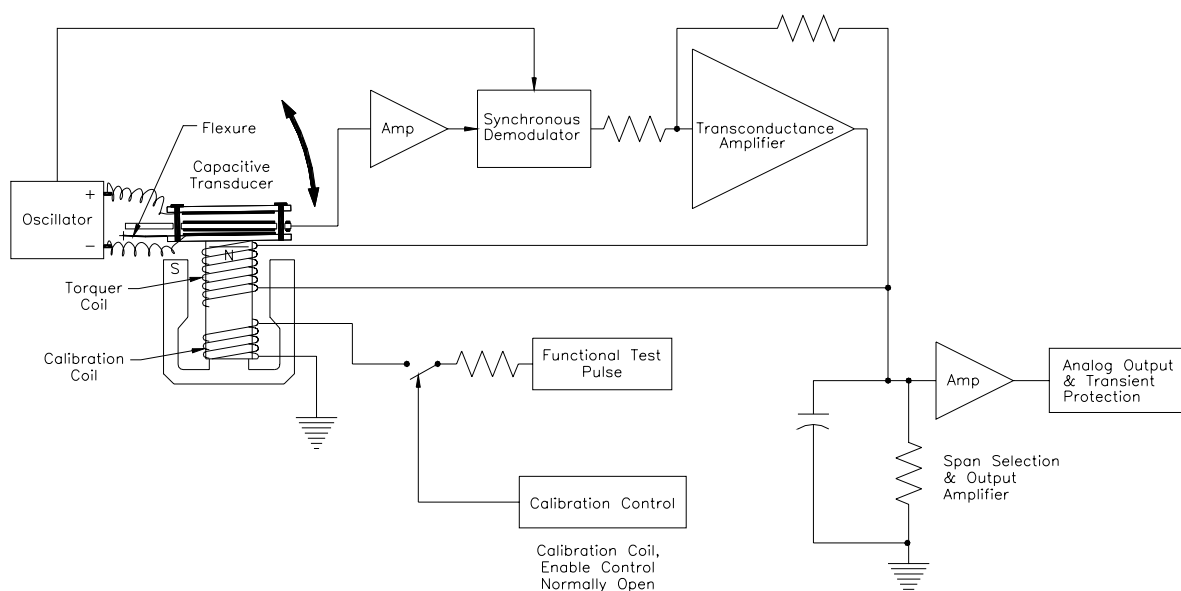 Flexure
Capacitive
Transducer
+
Oscillator
−
S
N
Torquer
Coil
Calibration
Coil
Amp
Synchronous
Demodulator
Transconductance
Amplifier
Functional Test
Pulse
Calibration Control
Calibration Coil,
Enable Control
Normally Open
Amp
Analog Output
& Transient
Protection
Span Selection
& Output
Amplifier